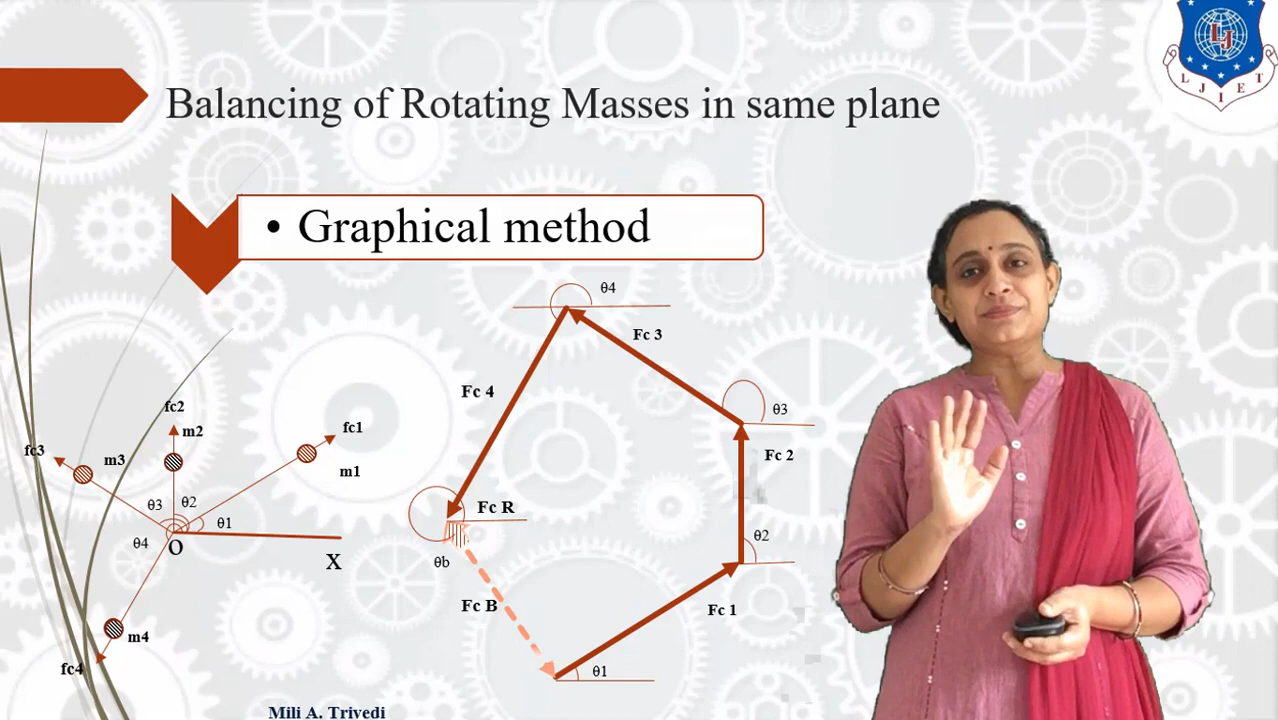 L J I E T
LJ
Balancing of Rotating Masses in same plane
• Graphical method
θ4
Fc 3
Fc 4
θ3
Fc 2
Fc R
θb
θ2
Fc B
Fc 1
θ1
fc2
m2
fc1
fc3
m3
m1
θ3
θ2
θ1
θ4
O
X
m4
fc4
Mili A. Trivedi